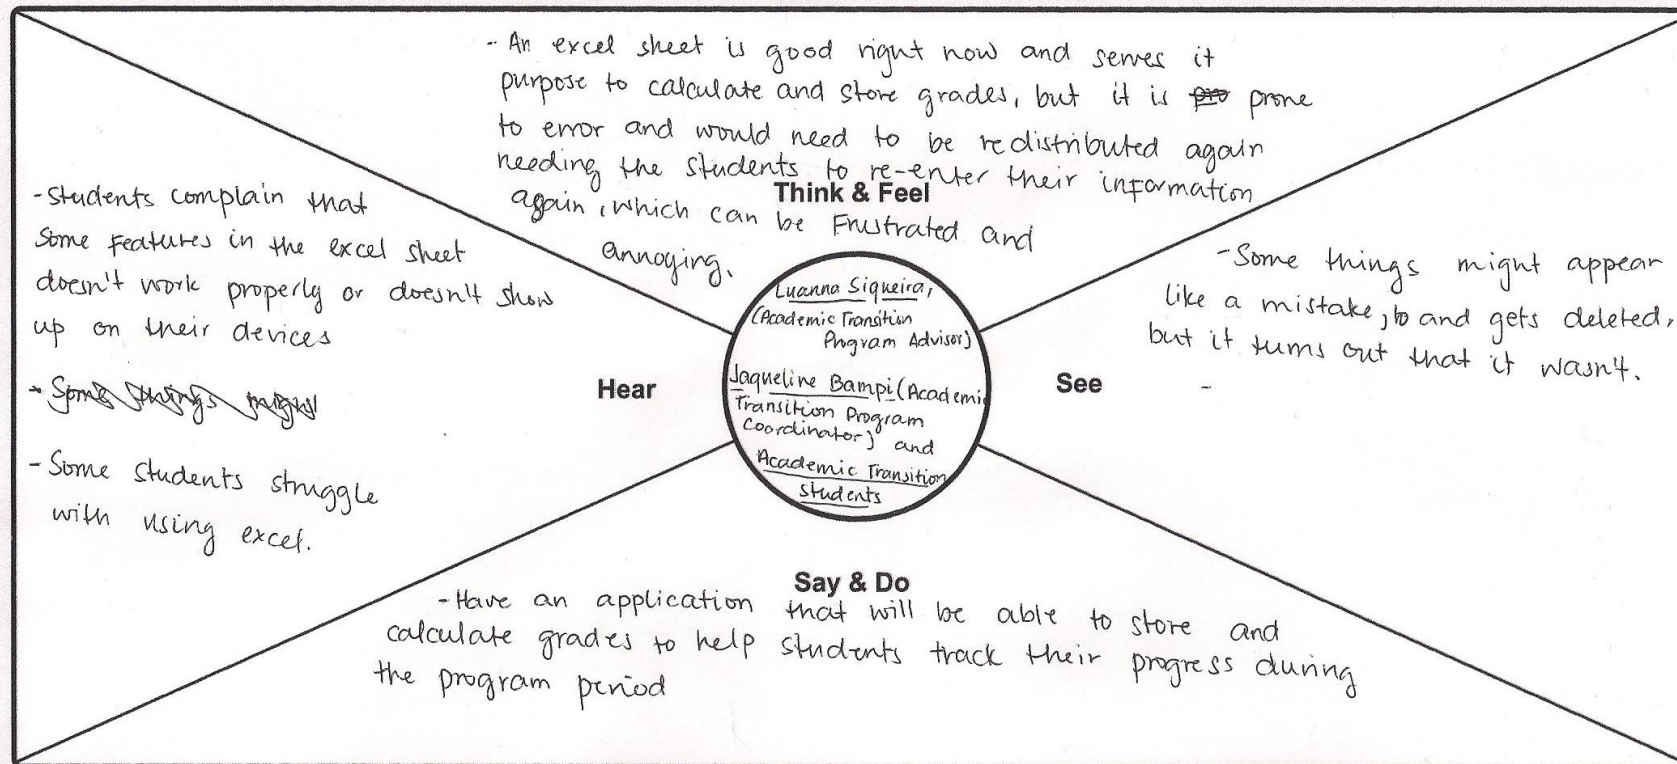 - An excel sheet is good right now and serves it
purpose to calculate and store grades, but it is pro prone
to error and would need to be redistributed again
needing the students to re-enter their information
again, which can be Frustrated and
annoying.
Think & Feel
- Students complain that
Some Features in the excel sheet
doesn't work properly or doesn't show
up on their devices
- Some things might
- Some students struggle
with using excel.
Hear
Luanna Siqueira,
(Academic Transition
Program Advisor)
Jaqueline Bampi (Academic
Transition Program
Coordinator) and
Academic Transition
students
See
- Some things might appear
like a mistake, to and gets deleted,
but it turns out that it wasn't.
-
Say & Do
- Have an application that will be able to store and
calculate grades to help students track their progress during
the program period